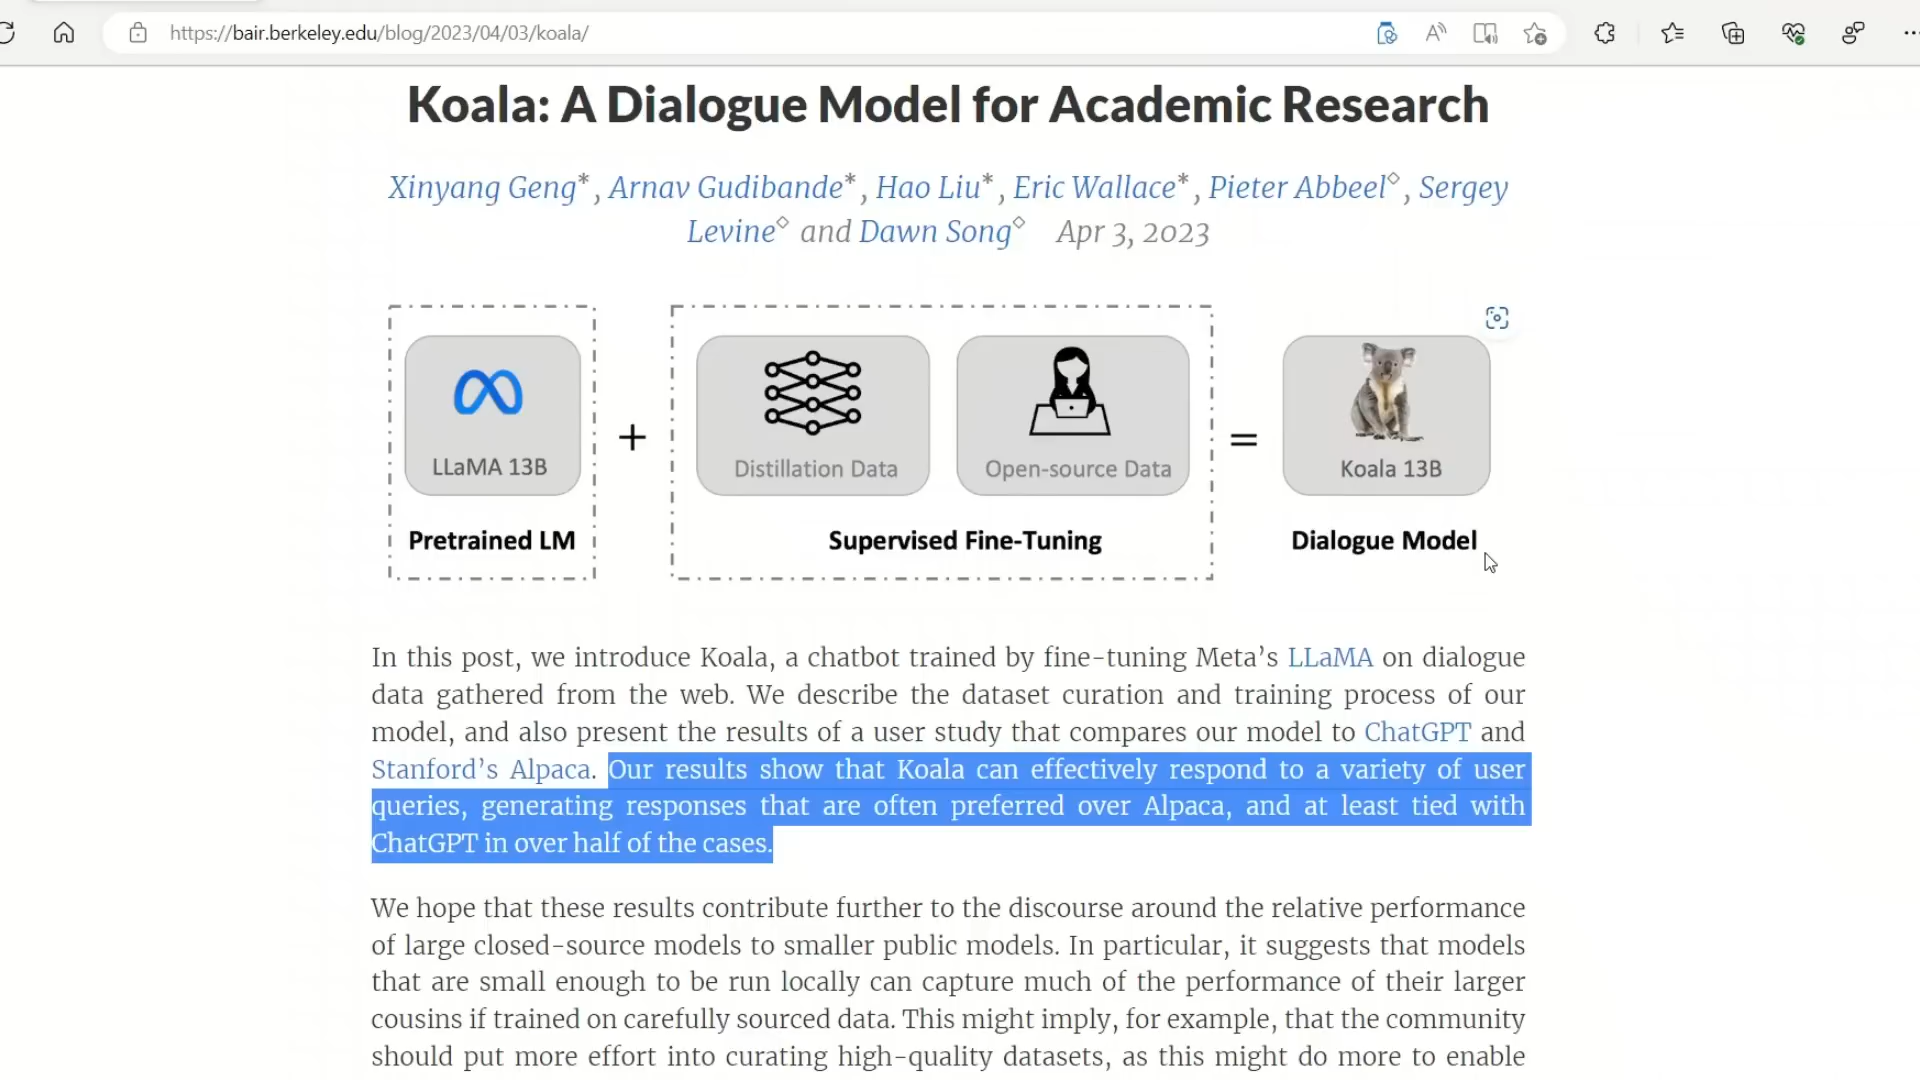 https://bair.berkeley.edu/blog/2023/04/03/koala/
Koala: A Dialogue Model for Academic Research
Xinyang Geng*, Arnav Gudibande*, Hao Liu*, Eric Wallace*, Pieter Abbeel◇, Sergey
Levine◇ and Dawn Song◇ Apr 3, 2023
LLaMA 13B
Pretrained LM
+
Distillation Data
Open-source Data
Supervised Fine-Tuning
=
Koala 13B
Dialogue Model
In this post, we introduce Koala, a chatbot trained by fine-tuning Meta’s LLaMA on dialogue
data gathered from the web. We describe the dataset curation and training process of our
model, and also present the results of a user study that compares our model to ChatGPT and
Stanford’s Alpaca. Our results show that Koala can effectively respond to a variety of user
queries, generating responses that are often preferred over Alpaca, and at least tied with
ChatGPT in over half of the cases.
We hope that these results contribute further to the discourse around the relative performance
of large closed-source models to smaller public models. In particular, it suggests that models
that are small enough to be run locally can capture much of the performance of their larger
cousins if trained on carefully sourced data. This might imply, for example, that the community
should put more effort into curating high-quality datasets, as this might do more to enable